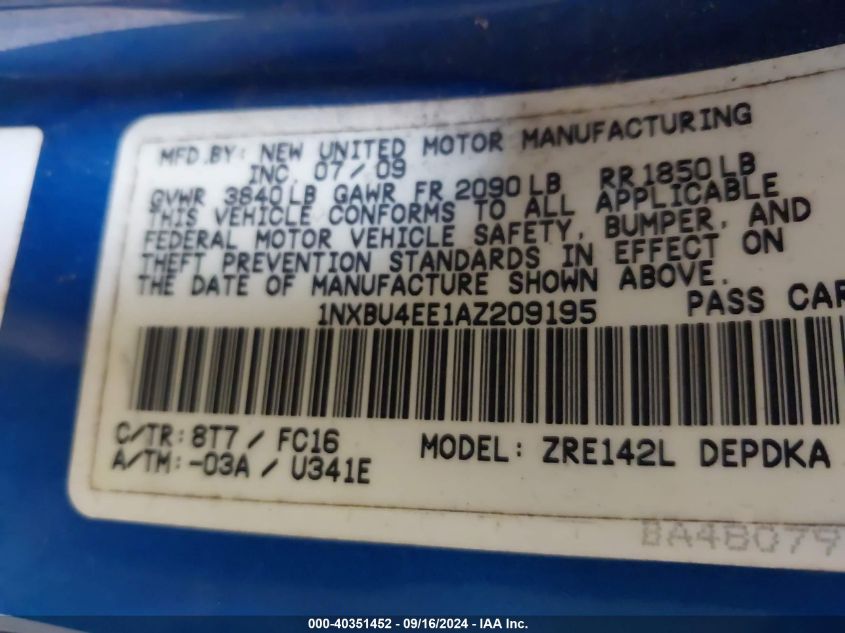 MFD.BY: NEW UNITED MOTOR MANUFACTURING
INC. 07/09
GVWR 3840LB GAWR FR 2090LB RR 1850LB
THIS VEHICLE CONFORMS TO ALL APPLICABLE
FEDERAL MOTOR VEHICLE SAFETY, BUMPER, AND
THEFT PREVENTION STANDARDS IN EFFECT ON
THE DATE OF MANUFACTURE SHOWN ABOVE.
1NXBU4EE1AZ209195 PASS CAR
C/TR: 8T7 / FC16
A/TM: -03A / U341E
MODEL: ZRE142L DEPDKA
BA48079
000-40351452 - 09/16/2024 - IAA Inc.